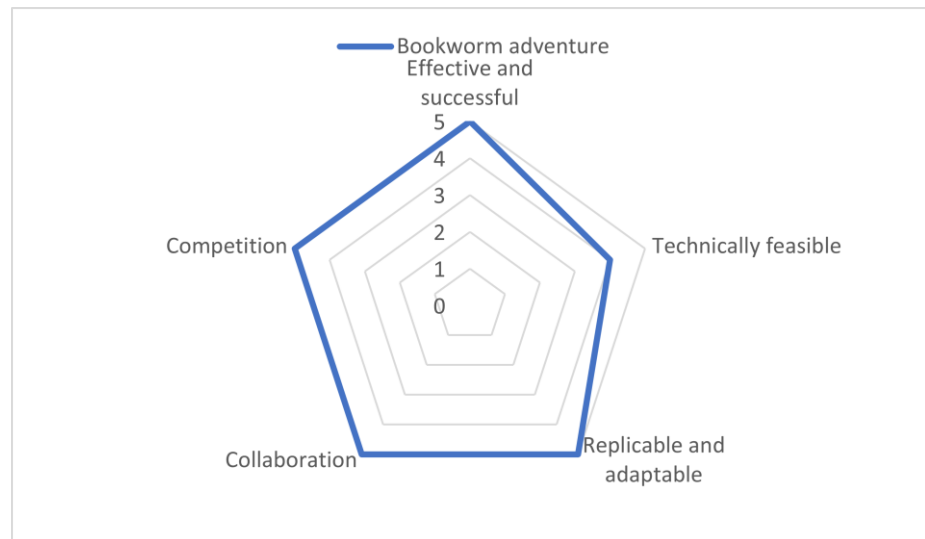 Bookworm adventure
Effective and
successful
5
4
3
2
1
0
Technically feasible
Competition
Replicable and
adaptable
Collaboration